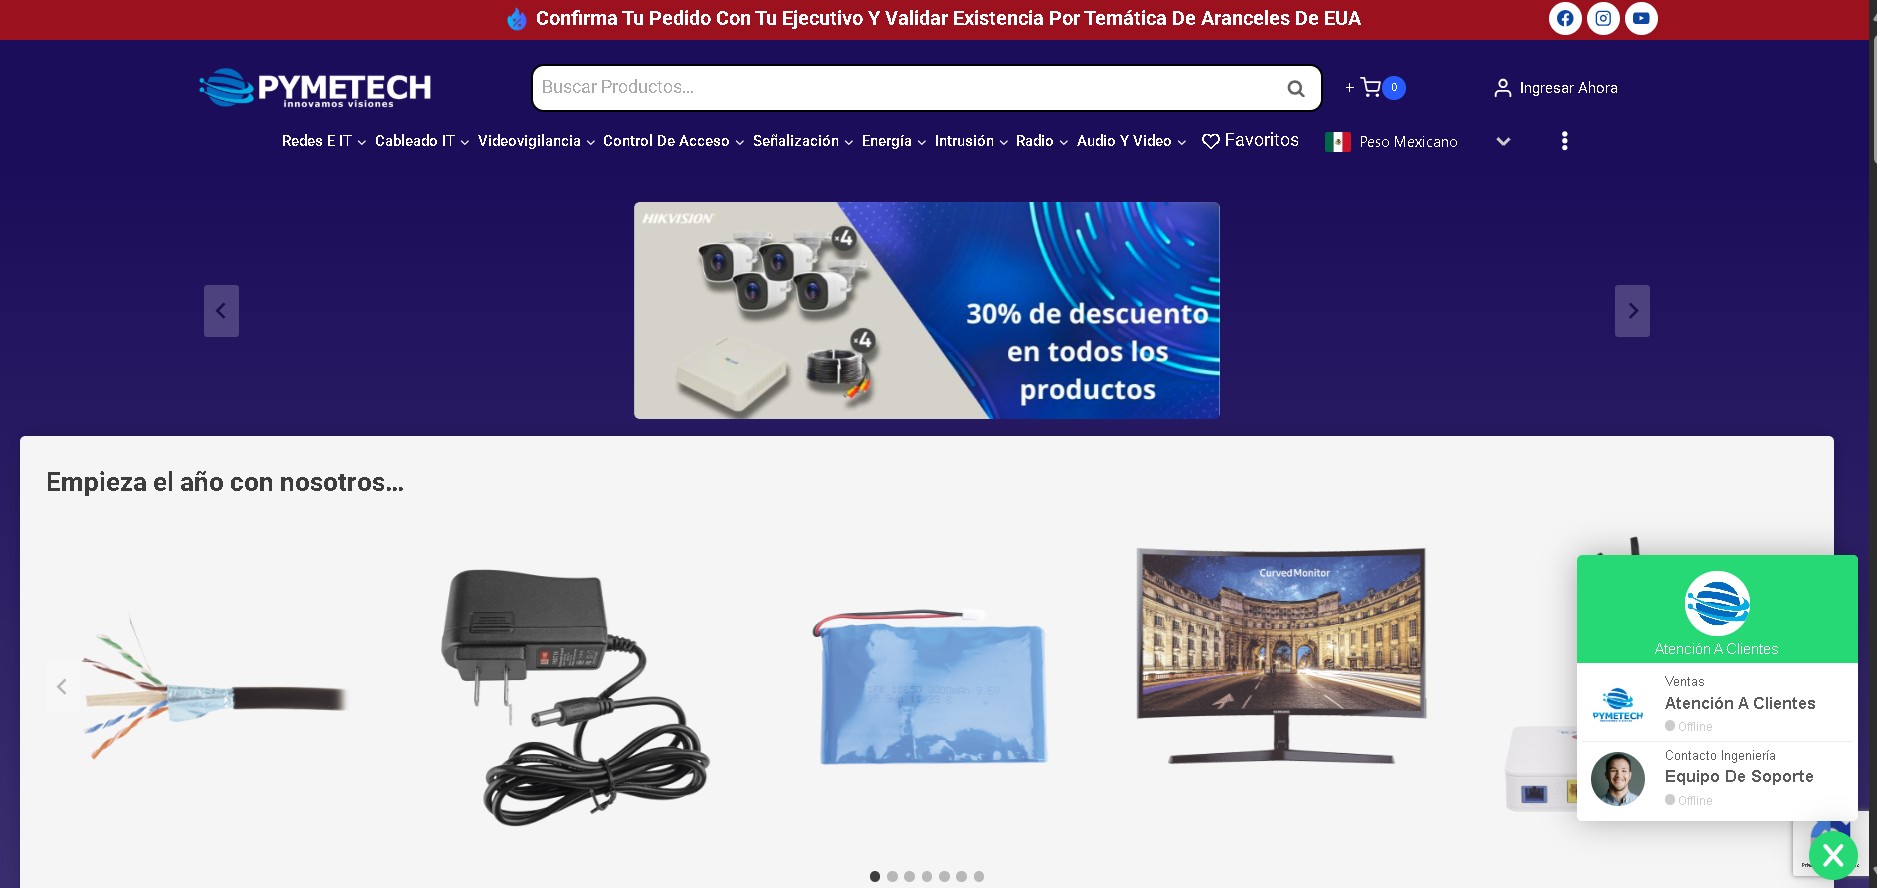 Confirma Tu Pedido Con Tu Ejecutivo Y Validar Existencia Por Temática De Aranceles De EUA
PYMETECH
innovamos visiones
Buscar Productos...
+ 0
Ingresar Ahora
Redes E IT Cableado IT Videovigilancia Control De Acceso Señalización Energía Intrusión Radio Audio Y Video Favoritos Peso Mexicano
HIKVISION
×4
×4
30% de descuento
en todos los
productos
Empieza el año con nosotros...
Curved Monitor
SAMSUNG
Atención A Clientes
Ventas
PYMETECH
Atención A Clientes
Offline
Contacto Ingeniería
Equipo De Soporte
Offline